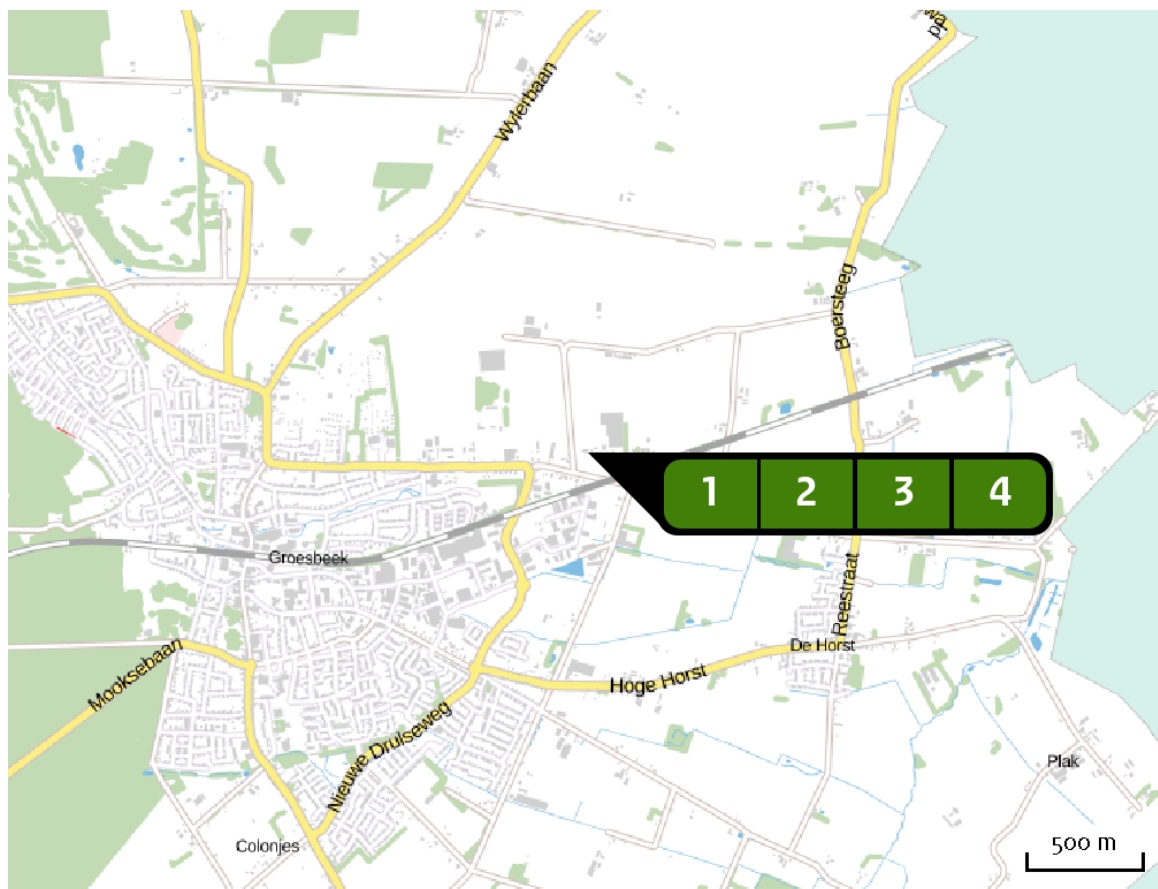 Wylerbaan
Boersteeg
1 2 3 4
Groesbeek
Reestraat
De Horst
Mooksebaan
Hoge Horst
Nieuwe Drulseweg
Plak
Colonjes
500 m